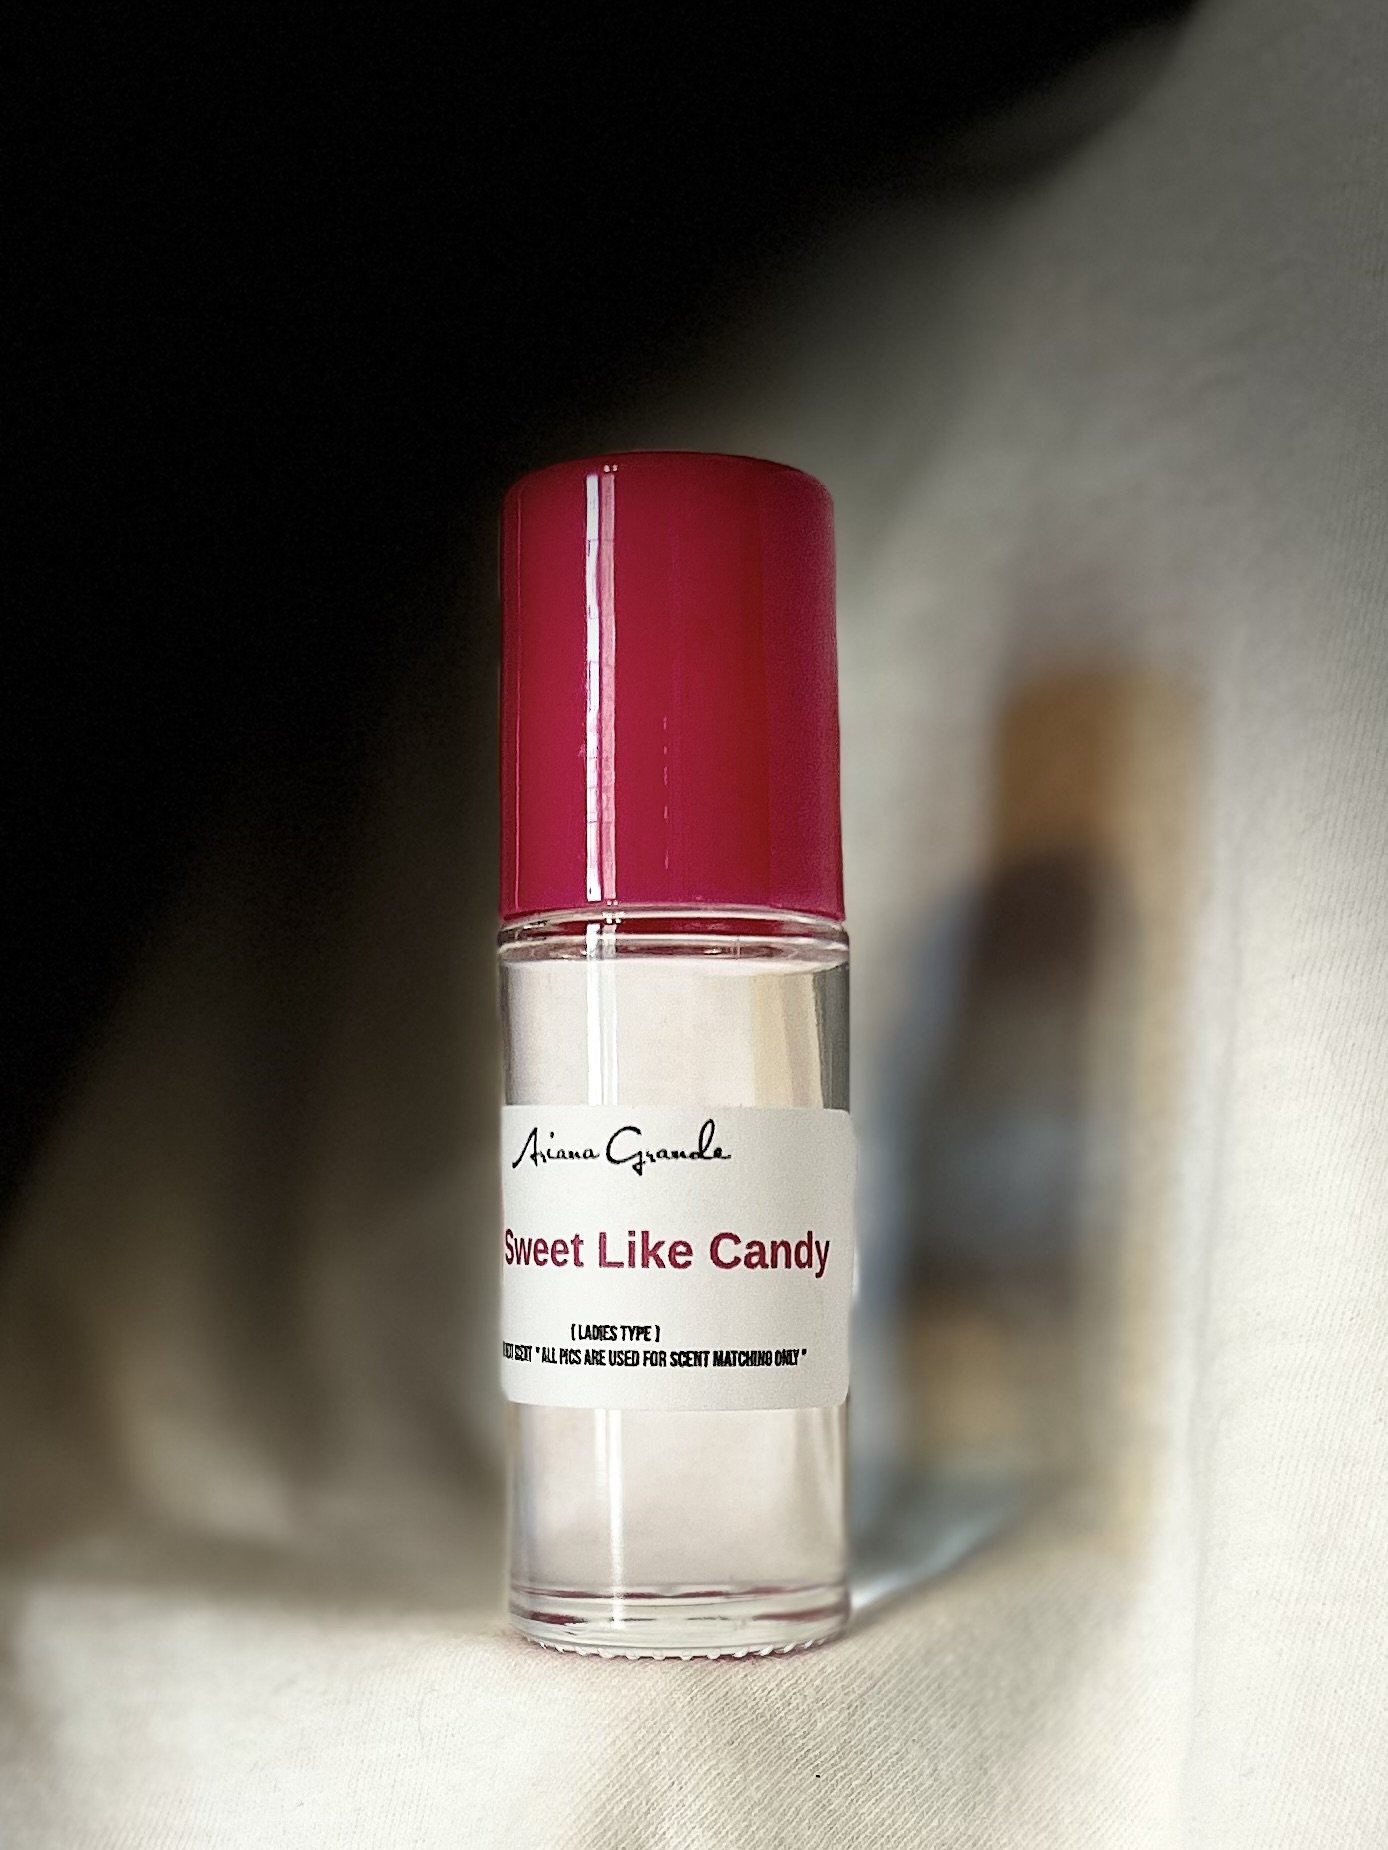 Ariana Grande
Sweet Like Candy
( LADIES TYPE )
" ALL PICS ARE USED FOR SCENT MATCHING ONLY "